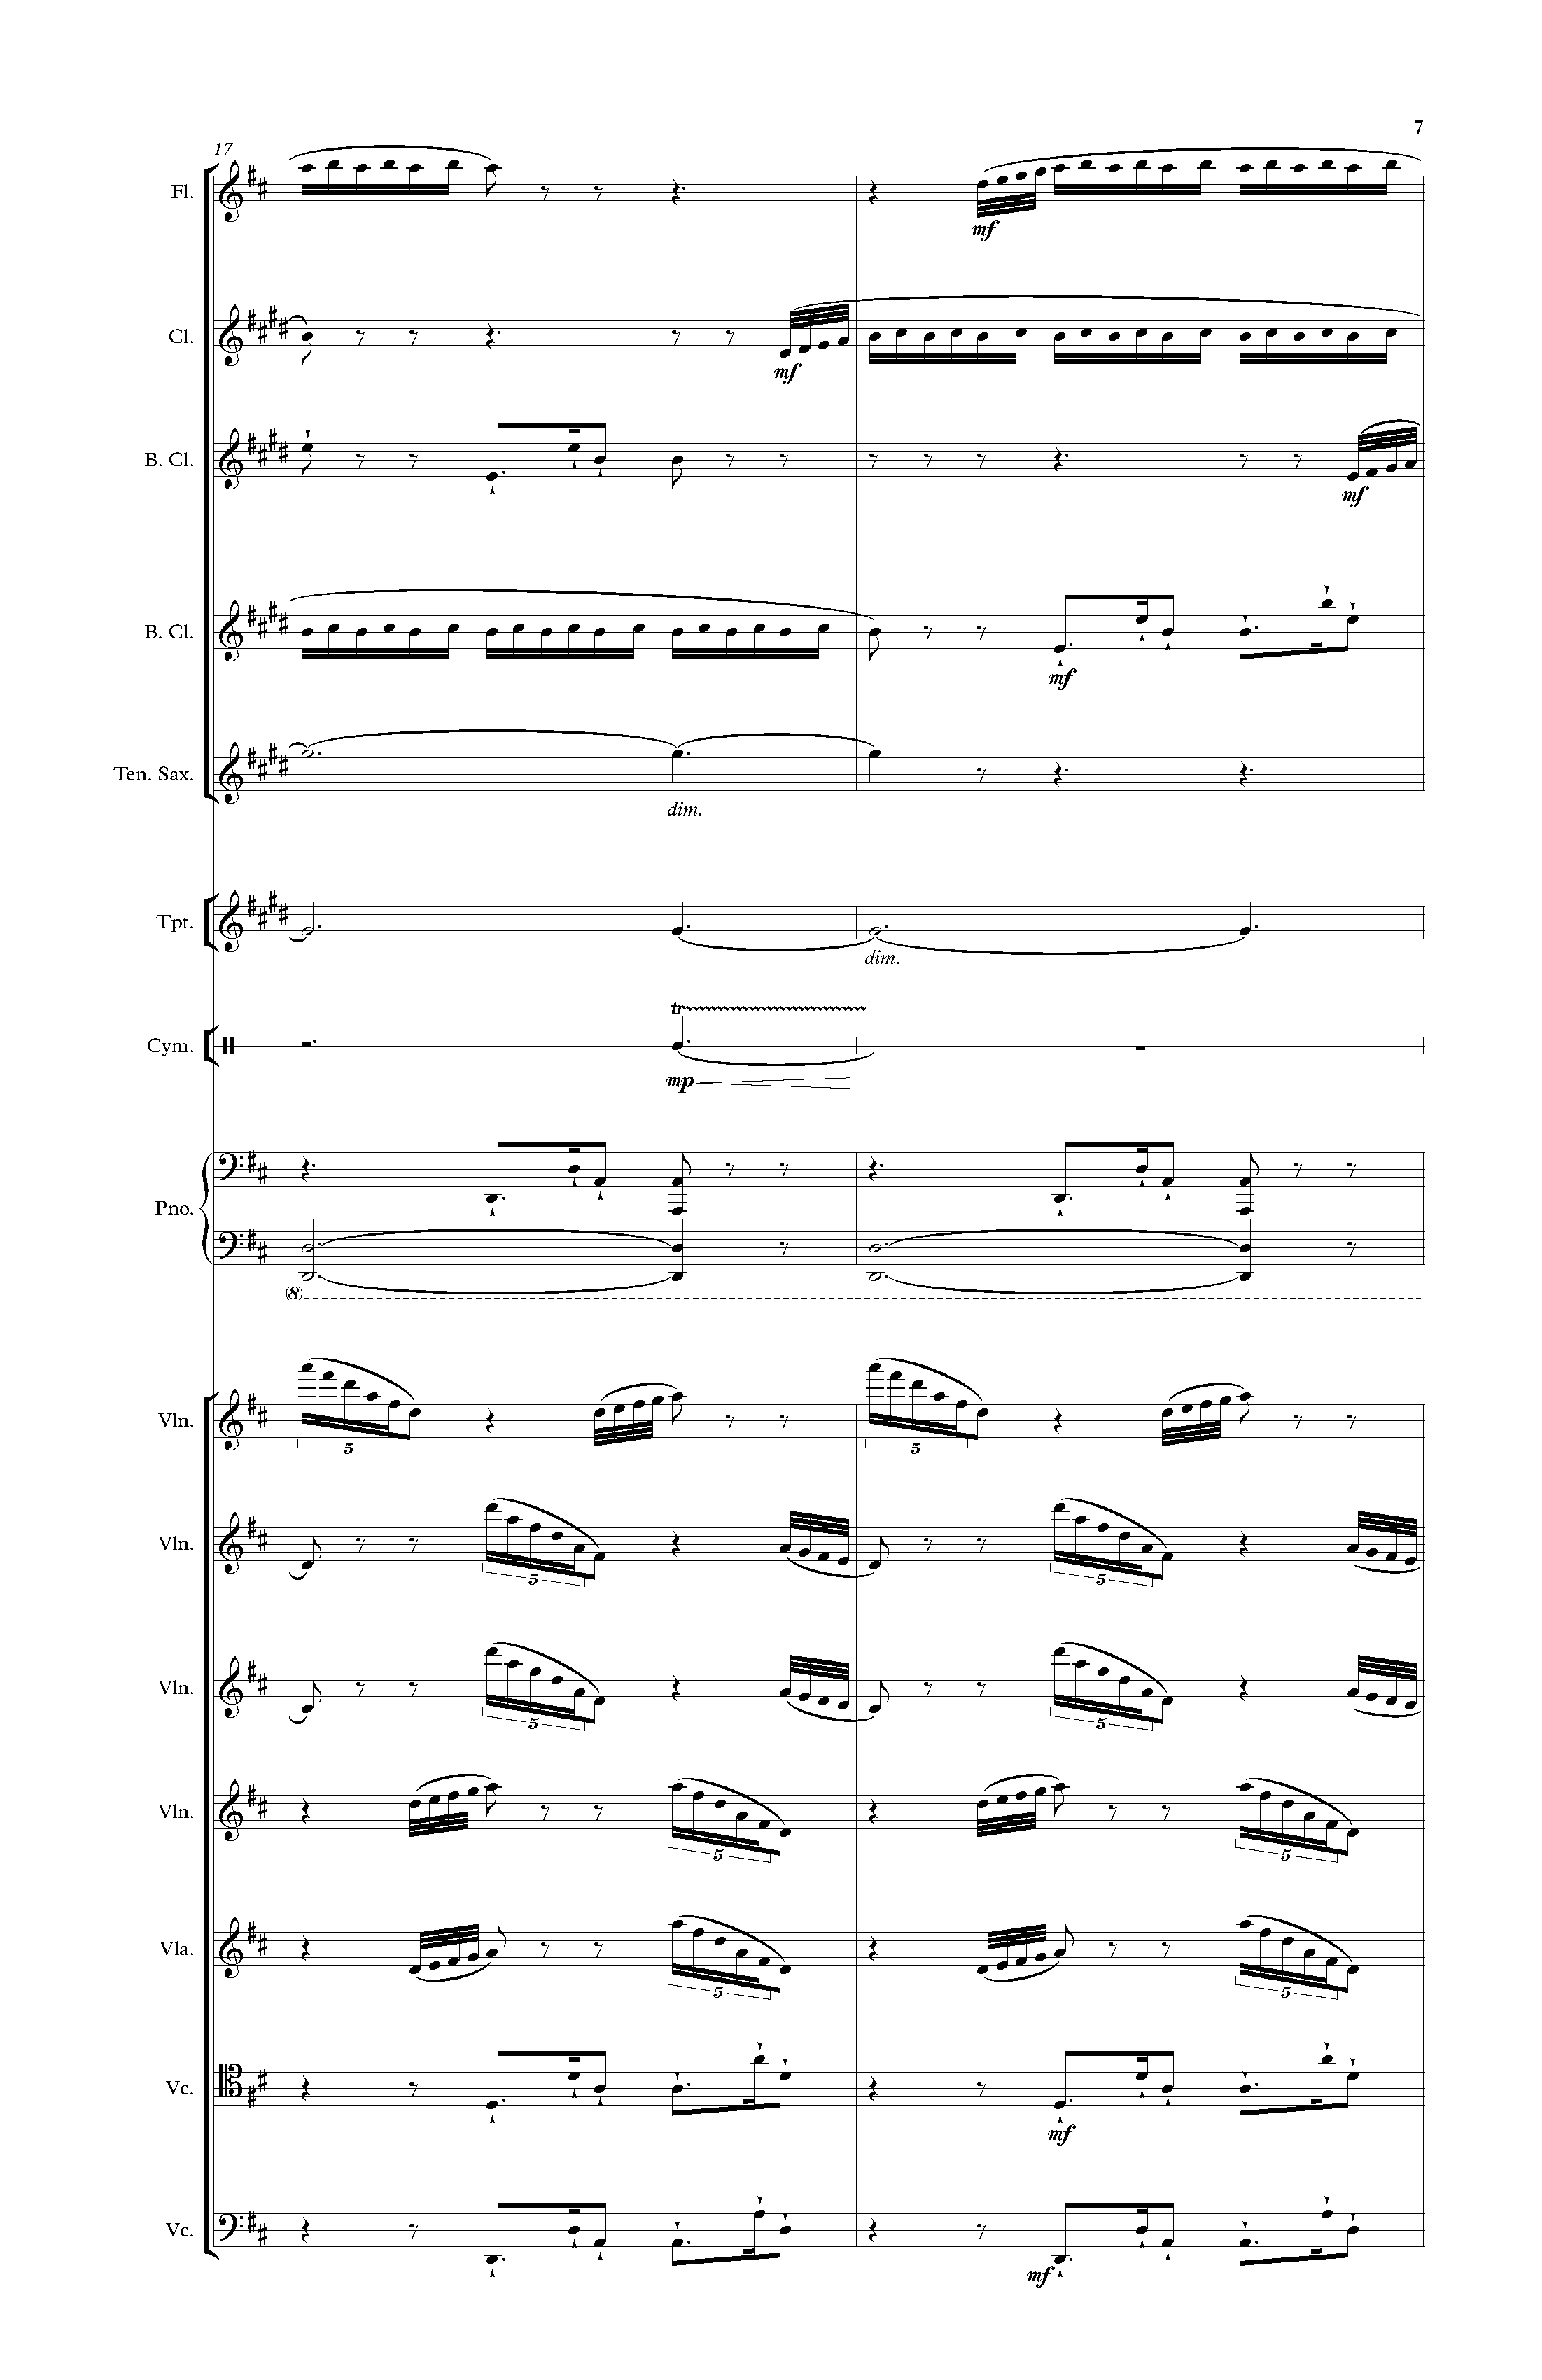 7
17
Fl.
mf
Cl.
mf
B. Cl.
mf
B. Cl.
mf
Ten. Sax.
dim.
Tpt.
dim.
tr
Cym.
mp
Pno.
(8)
Vln.
5 5
Vln.
5 5
Vln.
5 5
Vln.
5 5
Vla.
5 5
Vc.
mf
Vc.
mf